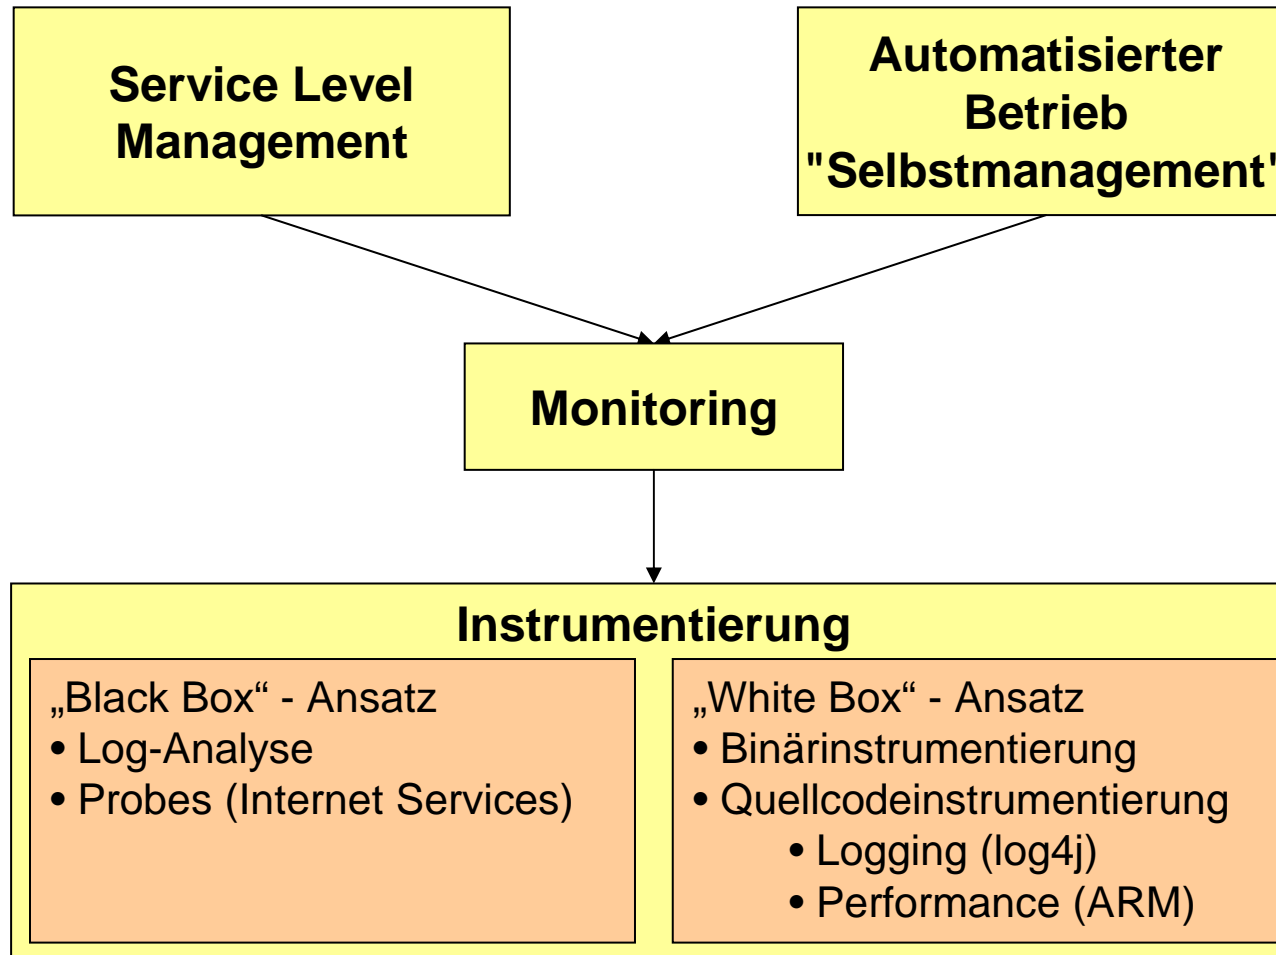 Service Level
Management
Automatisierter
Betrieb
"Selbstmanagement"
Monitoring
Instrumentierung
„Black Box“ - Ansatz
• Log-Analyse
• Probes (Internet Services)
„White Box“ - Ansatz
• Binärinstrumentierung
• Quellcodeinstrumentierung
• Logging (log4j)
• Performance (ARM)